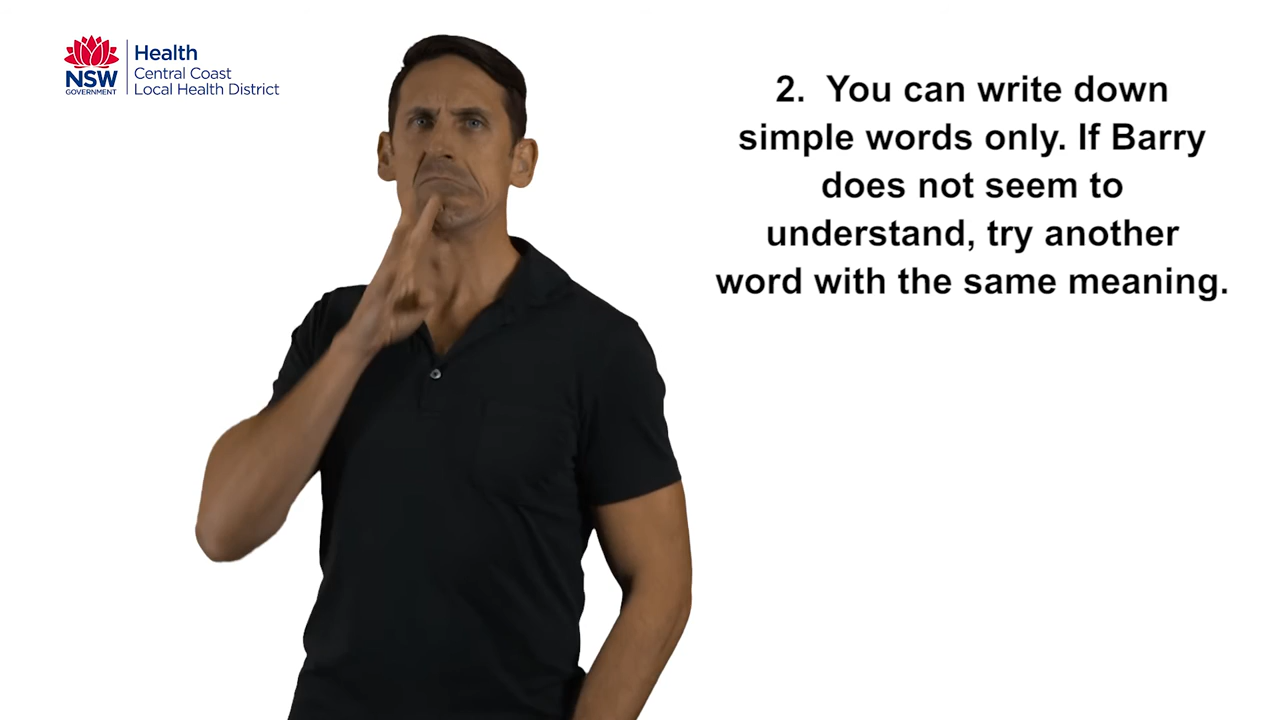 Health
Central Coast
Local Health District
NSW
GOVERNMENT
2.  You can write down
simple words only. If Barry
does not seem to
understand, try another
word with the same meaning.